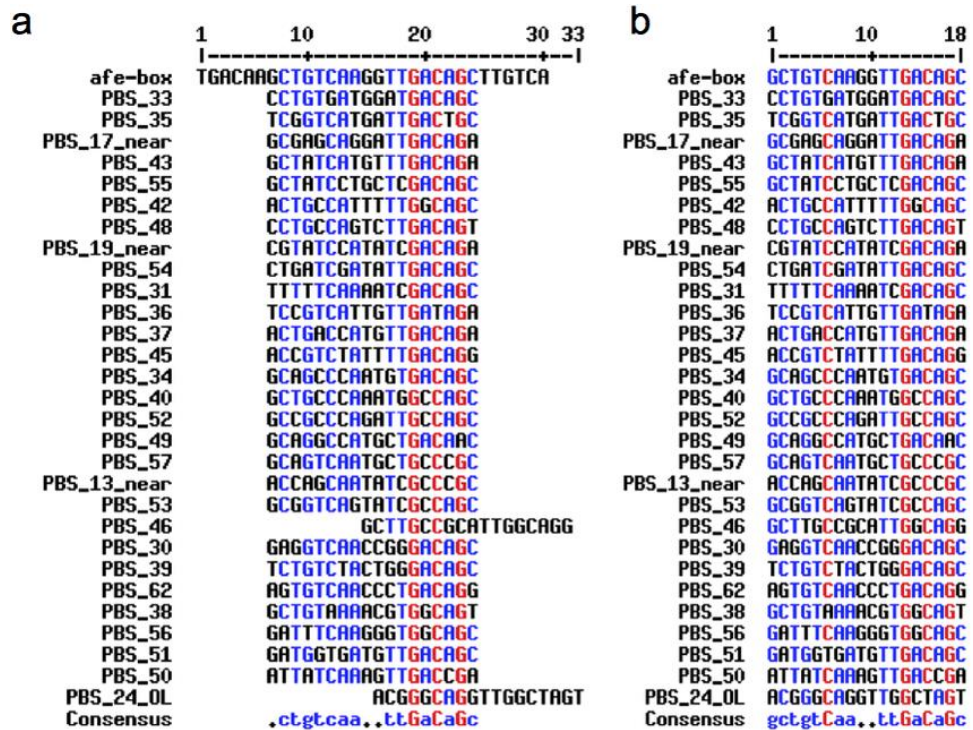 a
1 10 20 30 33
|--------+---------+---------+--|
afe-box TGACAAGCTGTCAAGGTTGACAGCTTGTCA
PBS_33 CCTGTGATGGATGACAGC
PBS_35 TCGGTCATGATTGACTGC
PBS_17_near GCGAGCAGGATTGACAGA
PBS_43 GCTATCATGTTTGACAGA
PBS_55 GCTATCCTGCTCGACAGC
PBS_42 ACTGCCATTTTTGGCAGC
PBS_48 CCTGCCAGTCTTGACAGT
PBS_19_near CGTATCCATATCGACAGA
PBS_54 CTGATCGATATTGACAGC
PBS_31 TTTTTCAAAATCGACAGC
PBS_36 TCCGTCATTGTTGATAGA
PBS_37 ACTGACCATGTTGACAGA
PBS_45 ACCGTCTATTTTGACAGG
PBS_34 GCAGCCCAATGTGACAGC
PBS_40 GCTGCCCAAATGGCCAGC
PBS_52 GCCGCCCAGATTGCCAGC
PBS_49 GCAGGCCATGCTGACAAC
PBS_57 GCAGTCAATGCTGCCCGC
PBS_13_near ACCAGCAATATCGCCCGC
PBS_53 GCGGTCAGTATCGCCAGC
PBS_46 GCTTGCCGCATTGGCAGG
PBS_30 GAGGTCAACCGGGACAGC
PBS_39 TCTGTCTACTGGGACAGC
PBS_62 AGTGTCAACCCTGACAGG
PBS_38 GCTGTAAAACGTGGCAGT
PBS_56 GATTTCAAGGGTGGCAGC
PBS_51 GATGGTGATGTTGACAGC
PBS_50 ATTATCAAAGTTGACCGA
PBS_24_OL ACGGGCAGGTTGGCTAGT
Consensus .ctgtcaa..ttGaCaGc
b
1 10 18
|--------+-------|
afe-box GCTGTCAAGGTTGACAGC
PBS_33 CCTGTGATGGATGACAGC
PBS_35 TCGGTCATGATTGACTGC
PBS_17_near GCGAGCAGGATTGACAGA
PBS_43 GCTATCATGTTTGACAGA
PBS_55 GCTATCCTGCTCGACAGC
PBS_42 ACTGCCATTTTTGGCAGC
PBS_48 CCTGCCAGTCTTGACAGT
PBS_19_near CGTATCCATATCGACAGA
PBS_54 CTGATCGATATTGACAGC
PBS_31 TTTTTCAAAATCGACAGC
PBS_36 TCCGTCATTGTTGATAGA
PBS_37 ACTGACCATGTTGACAGA
PBS_45 ACCGTCTATTTTGACAGG
PBS_34 GCAGCCCAATGTGACAGC
PBS_40 GCTGCCCAAATGGCCAGC
PBS_52 GCCGCCCAGATTGCCAGC
PBS_49 GCAGGCCATGCTGACAAC
PBS_57 GCAGTCAATGCTGCCCGC
PBS_13_near ACCAGCAATATCGCCCGC
PBS_53 GCGGTCAGTATCGCCAGC
PBS_46 GCTTGCCGCATTGGCAGG
PBS_30 GAGGTCAACCGGGACAGC
PBS_39 TCTGTCTACTGGGACAGC
PBS_62 AGTGTCAACCCTGACAGG
PBS_38 GCTGTAAAACGTGGCAGT
PBS_56 GATTTCAAGGGTGGCAGC
PBS_51 GATGGTGATGTTGACAGC
PBS_50 ATTATCAAAGTTGACCGA
PBS_24_OL ACGGGCAGGTTGGCTAGT
Consensus gctgtCaa..ttGaCaGc